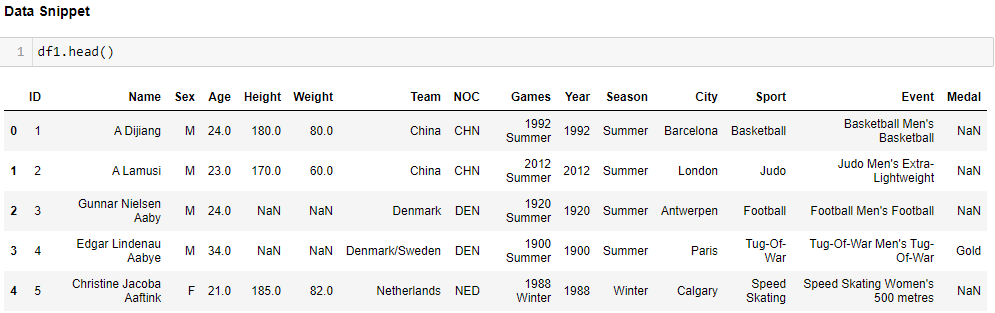 Data Snippet
1 df1.head()
ID Name Sex Age Height Weight Team NOC Games Year Season City Sport Event Medal
0 1 A Dijiang M 24.0 180.0 80.0 China CHN 1992 Summer 1992 Summer Barcelona Basketball Basketball Men's Basketball NaN
1 2 A Lamusi M 23.0 170.0 60.0 China CHN 2012 Summer 2012 Summer London Judo Judo Men's Extra-Lightweight NaN
2 3 Gunnar Nielsen Aaby M 24.0 NaN NaN Denmark DEN 1920 Summer 1920 Summer Antwerpen Football Football Men's Football NaN
3 4 Edgar Lindenau Aabye M 34.0 NaN NaN Denmark/Sweden DEN 1900 Summer 1900 Summer Paris Tug-Of-War Tug-Of-War Men's Tug-Of-War Gold
4 5 Christine Jacoba Aaftink F 21.0 185.0 82.0 Netherlands NED 1988 Winter 1988 Winter Calgary Speed Skating Speed Skating Women's 500 metres NaN